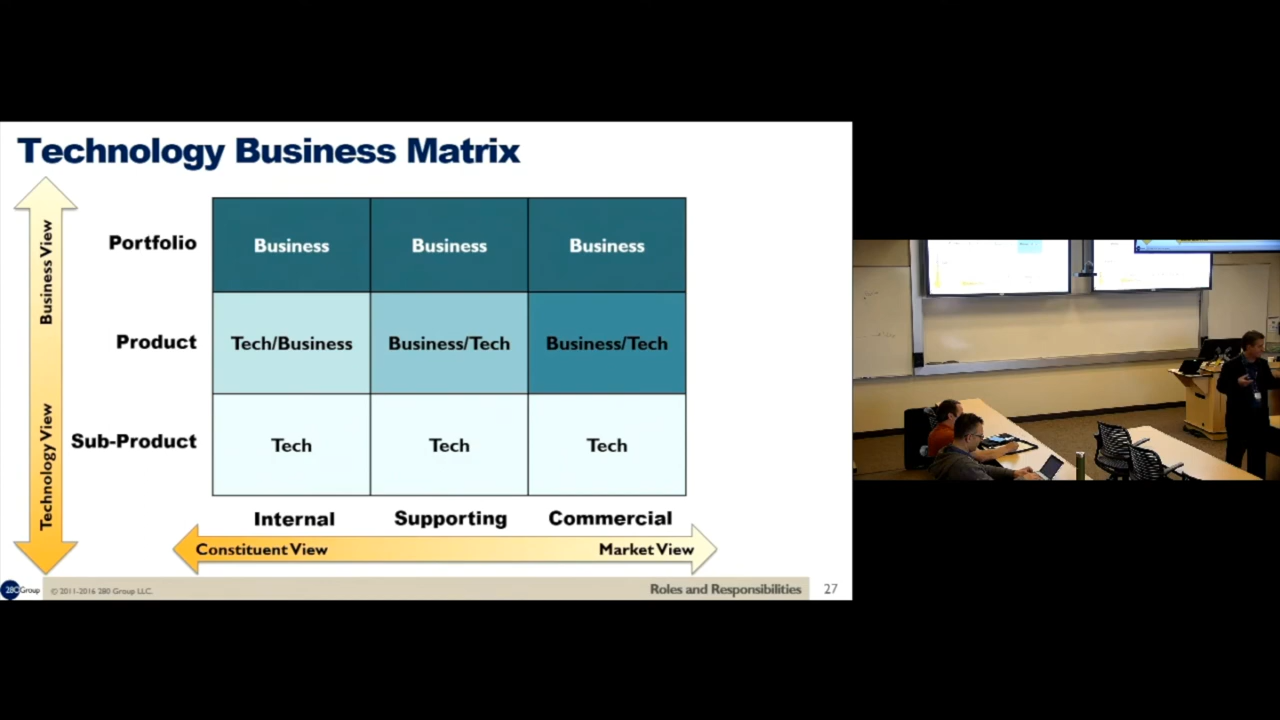 Technology Business Matrix
Business View
Technology View
Portfolio
Business
Business
Business
Product
Tech/Business
Business/Tech
Business/Tech
Sub-Product
Tech
Tech
Tech
Internal
Supporting
Commercial
Constituent View
Market View
280 Group
© 2011-2016 280 Group LLC.
Roles and Responsibilities
27